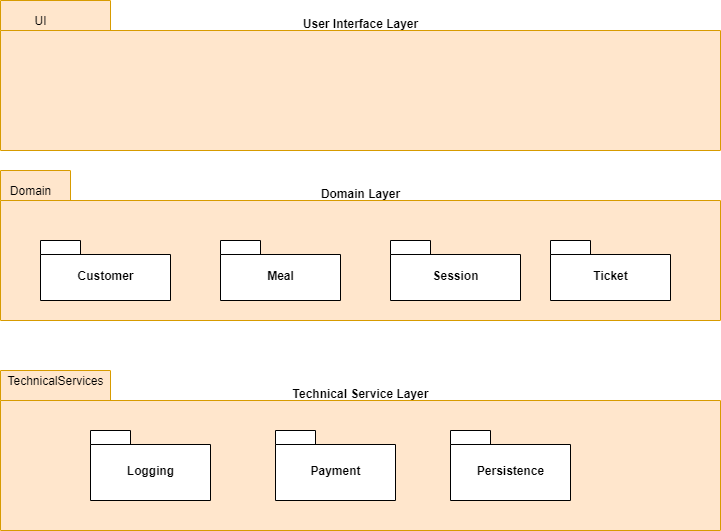 UI
User Interface Layer
Domain
Domain Layer
Customer
Meal
Session
Ticket
TechnicalServices
Technical Service Layer
Logging
Payment
Persistence